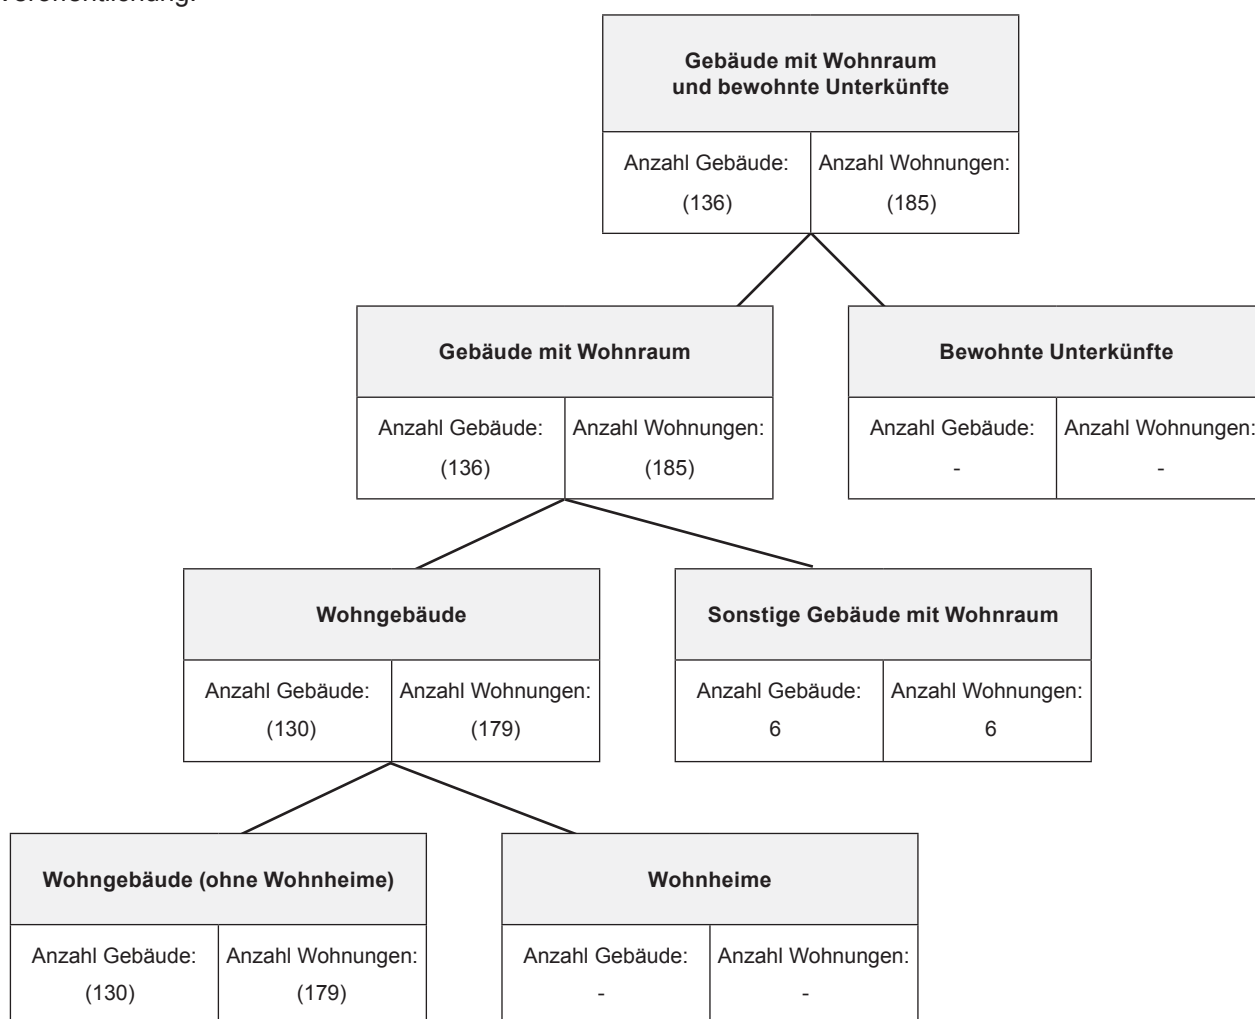 Veröffentlichung.
Gebäude mit Wohnraum
und bewohnte Unterkünfte
Anzahl Gebäude: Anzahl Wohnungen:
(136) (185)
Gebäude mit Wohnraum Bewohnte Unterkünfte
Anzahl Gebäude: Anzahl Wohnungen: Anzahl Gebäude: Anzahl Wohnungen:
(136) (185) - -
Wohngebäude Sonstige Gebäude mit Wohnraum
Anzahl Gebäude: Anzahl Wohnungen: Anzahl Gebäude: Anzahl Wohnungen:
(130) (179) 6 6
Wohngebäude (ohne Wohnheime) Wohnheime
Anzahl Gebäude: Anzahl Wohnungen: Anzahl Gebäude: Anzahl Wohnungen:
(130) (179) - -